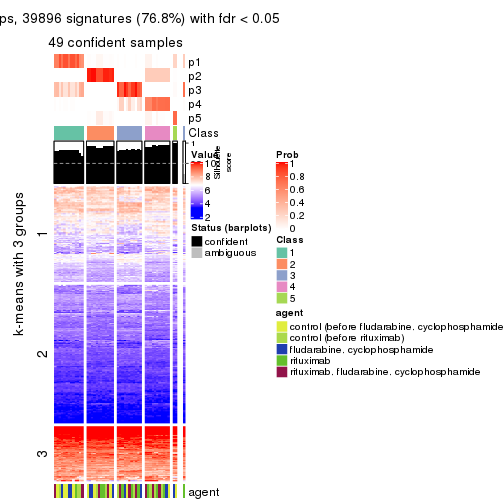 ps, 39896 signatures (76.8%) with fdr < 0.05
49 confident samples
p1
p2
p3
p4
p5
Class
1
Silhouette
score
Value
10
8
6
4
2
Prob
1
0.8
0.6
0.4
0.2
0
Status (barplots)
confident
ambiguous
Class
1
2
3
4
5
agent
control (before fludarabine. cyclophosphamide
control (before rituximab)
fludarabine. cyclophosphamide
rituximab
rituximab. fludarabine. cyclophosphamide
k-means with 3 groups
1
2
3
agent